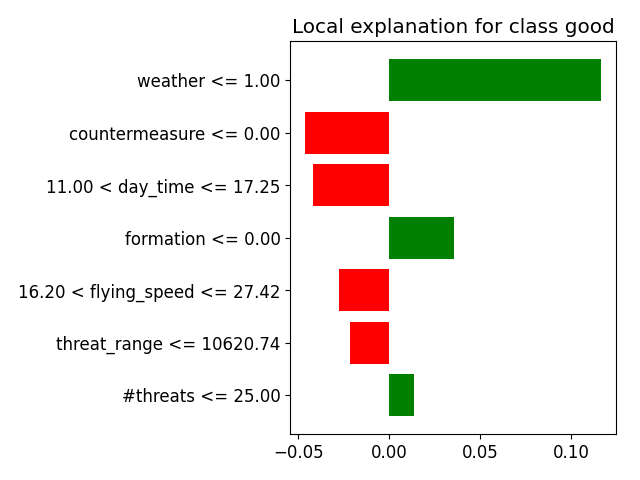 Local explanation for class good
weather <= 1.00
countermeasure <= 0.00
11.00 < day_time <= 17.25
formation <= 0.00
16.20 < flying_speed <= 27.42
threat_range <= 10620.74
#threats <= 25.00
−0.05 0.00 0.05 0.10